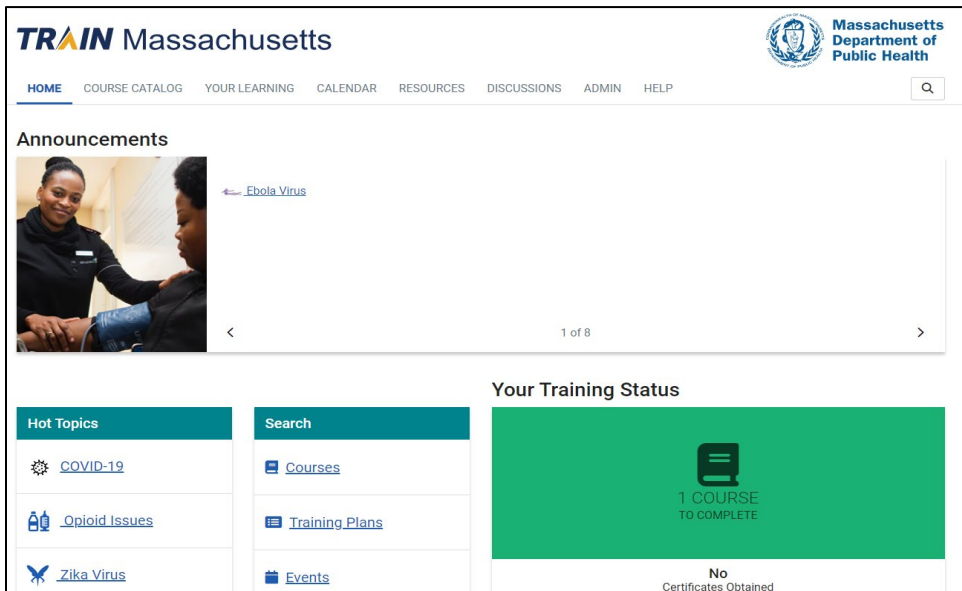 TRAIN Massachusetts
Massachusetts
Department of
Public Health
HOME COURSE CATALOG YOUR LEARNING CALENDAR RESOURCES DISCUSSIONS ADMIN HELP
Announcements
Ebola Virus
1 of 8
Your Training Status
Hot Topics
COVID-19
Opioid Issues
Zika Virus
Search
Courses
Training Plans
Events
1 COURSE
TO COMPLETE
No
Certificates Obtained